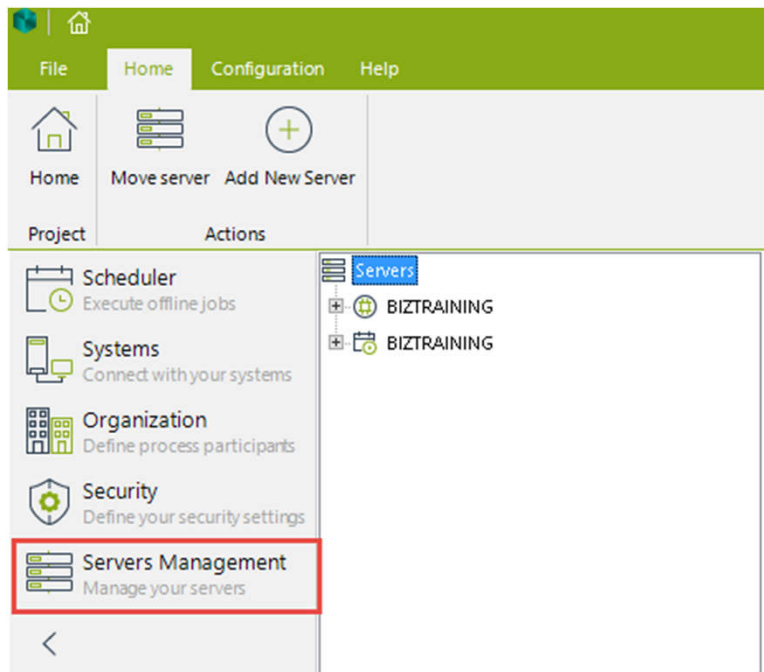 File Home Configuration Help
Home Move server Add New Server
Project Actions
Scheduler
Execute offline jobs
Systems
Connect with your systems
Organization
Define process participants
Security
Define your security settings
Servers Management
Manage your servers
Servers
BIZTRAINING
BIZTRAINING